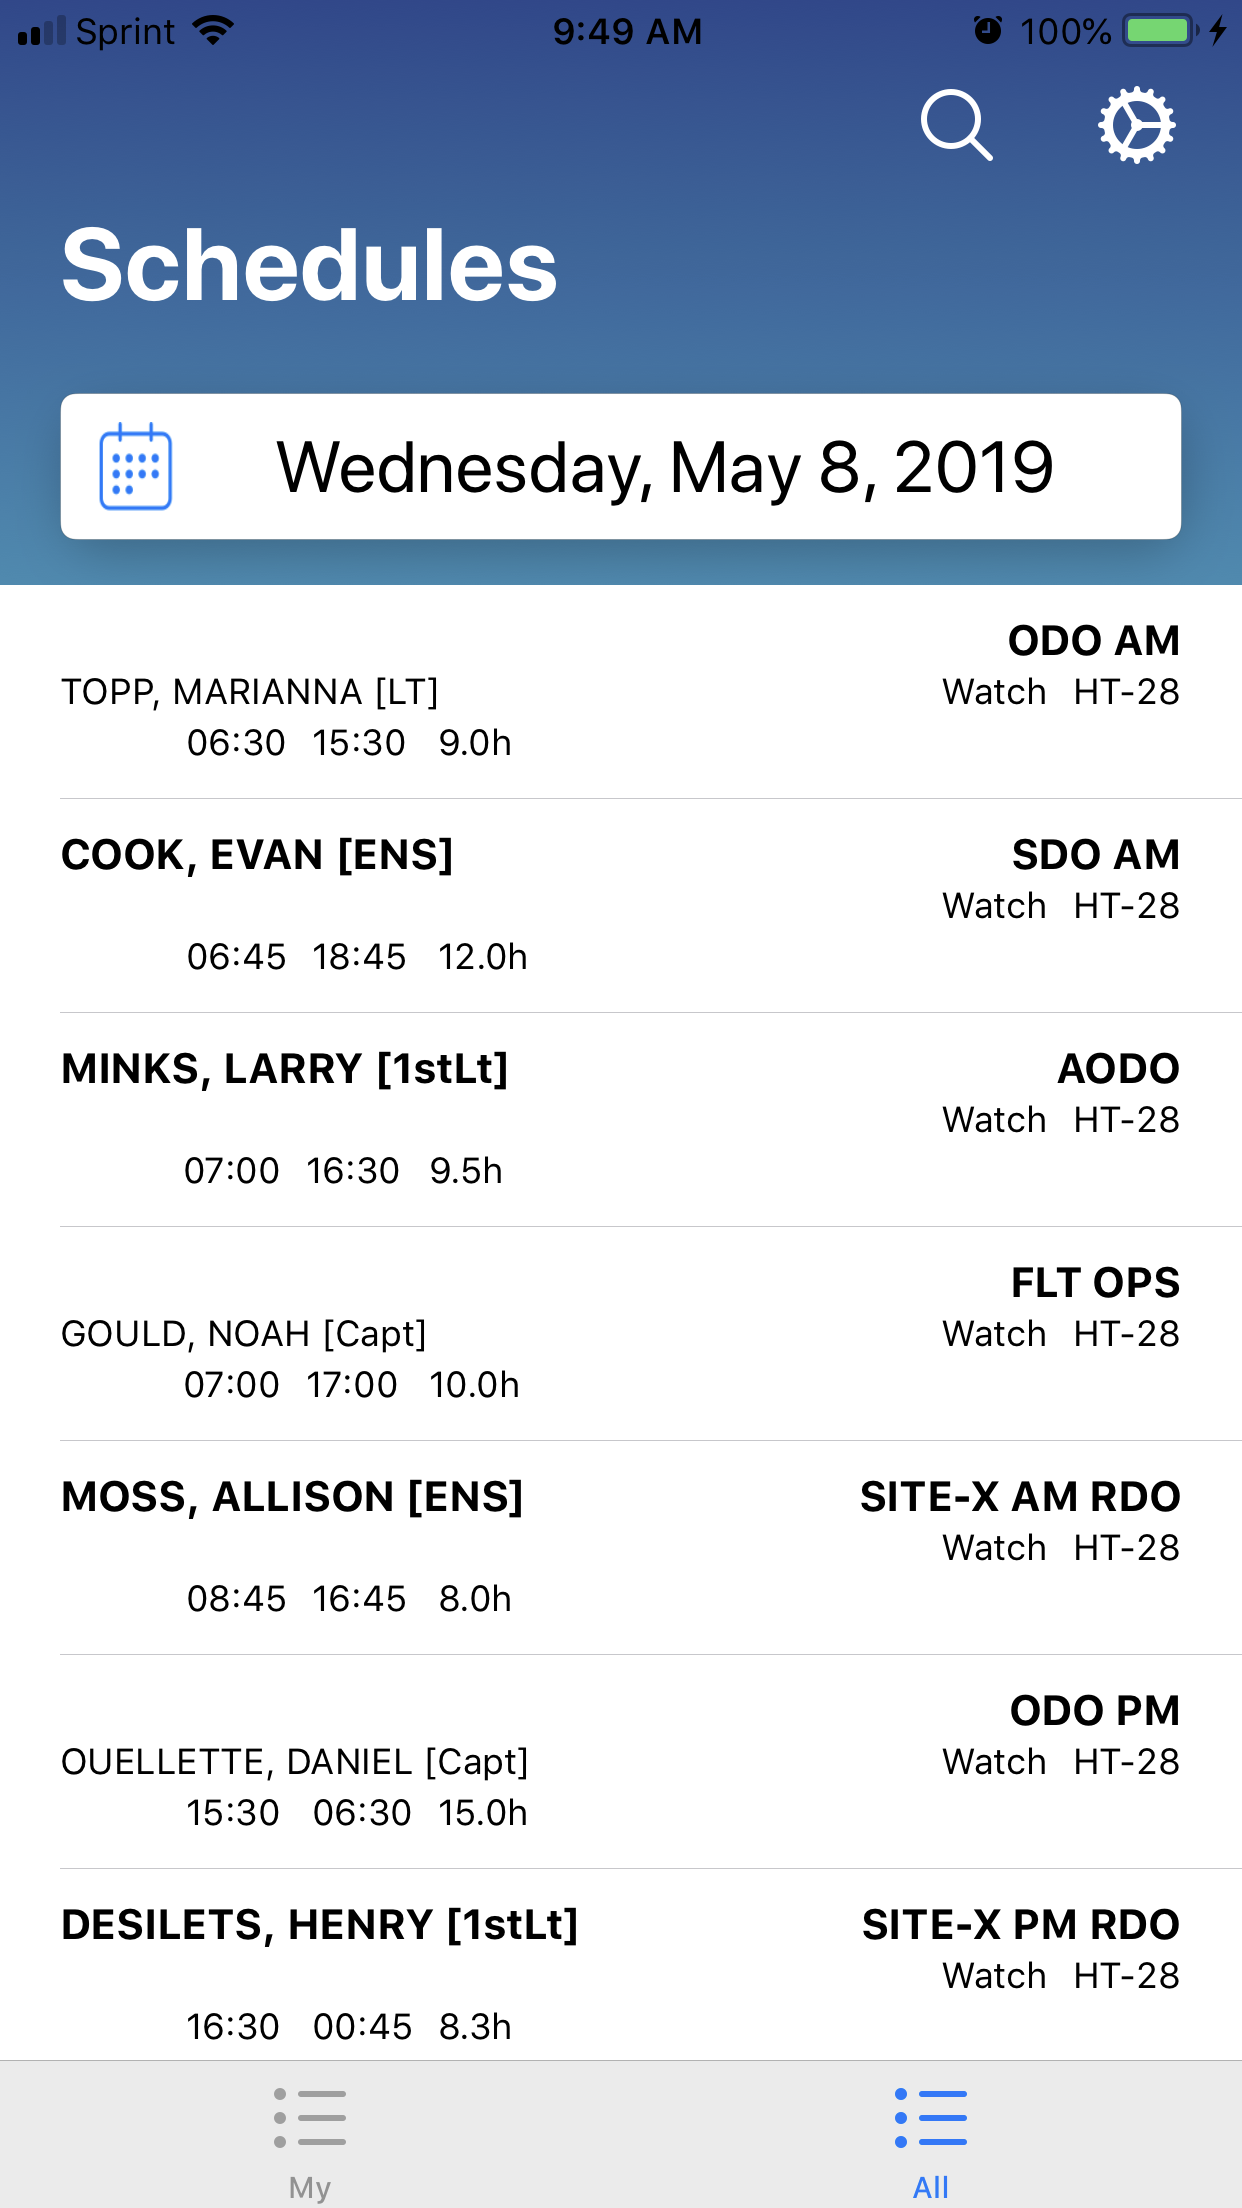 Sprint 9:49 AM 100%
Schedules
Wednesday, May 8, 2019
ODO AM
TOPP, MARIANNA [LT] Watch HT-28
06:30 15:30 9.0h
COOK, EVAN [ENS] SDO AM
Watch HT-28
06:45 18:45 12.0h
MINKS, LARRY [1stLt] AODO
Watch HT-28
07:00 16:30 9.5h
FLT OPS
GOULD, NOAH [Capt] Watch HT-28
07:00 17:00 10.0h
MOSS, ALLISON [ENS] SITE-X AM RDO
Watch HT-28
08:45 16:45 8.0h
ODO PM
OUELLETTE, DANIEL [Capt] Watch HT-28
15:30 06:30 15.0h
DESILETS, HENRY [1stLt] SITE-X PM RDO
Watch HT-28
16:30 00:45 8.3h
My All